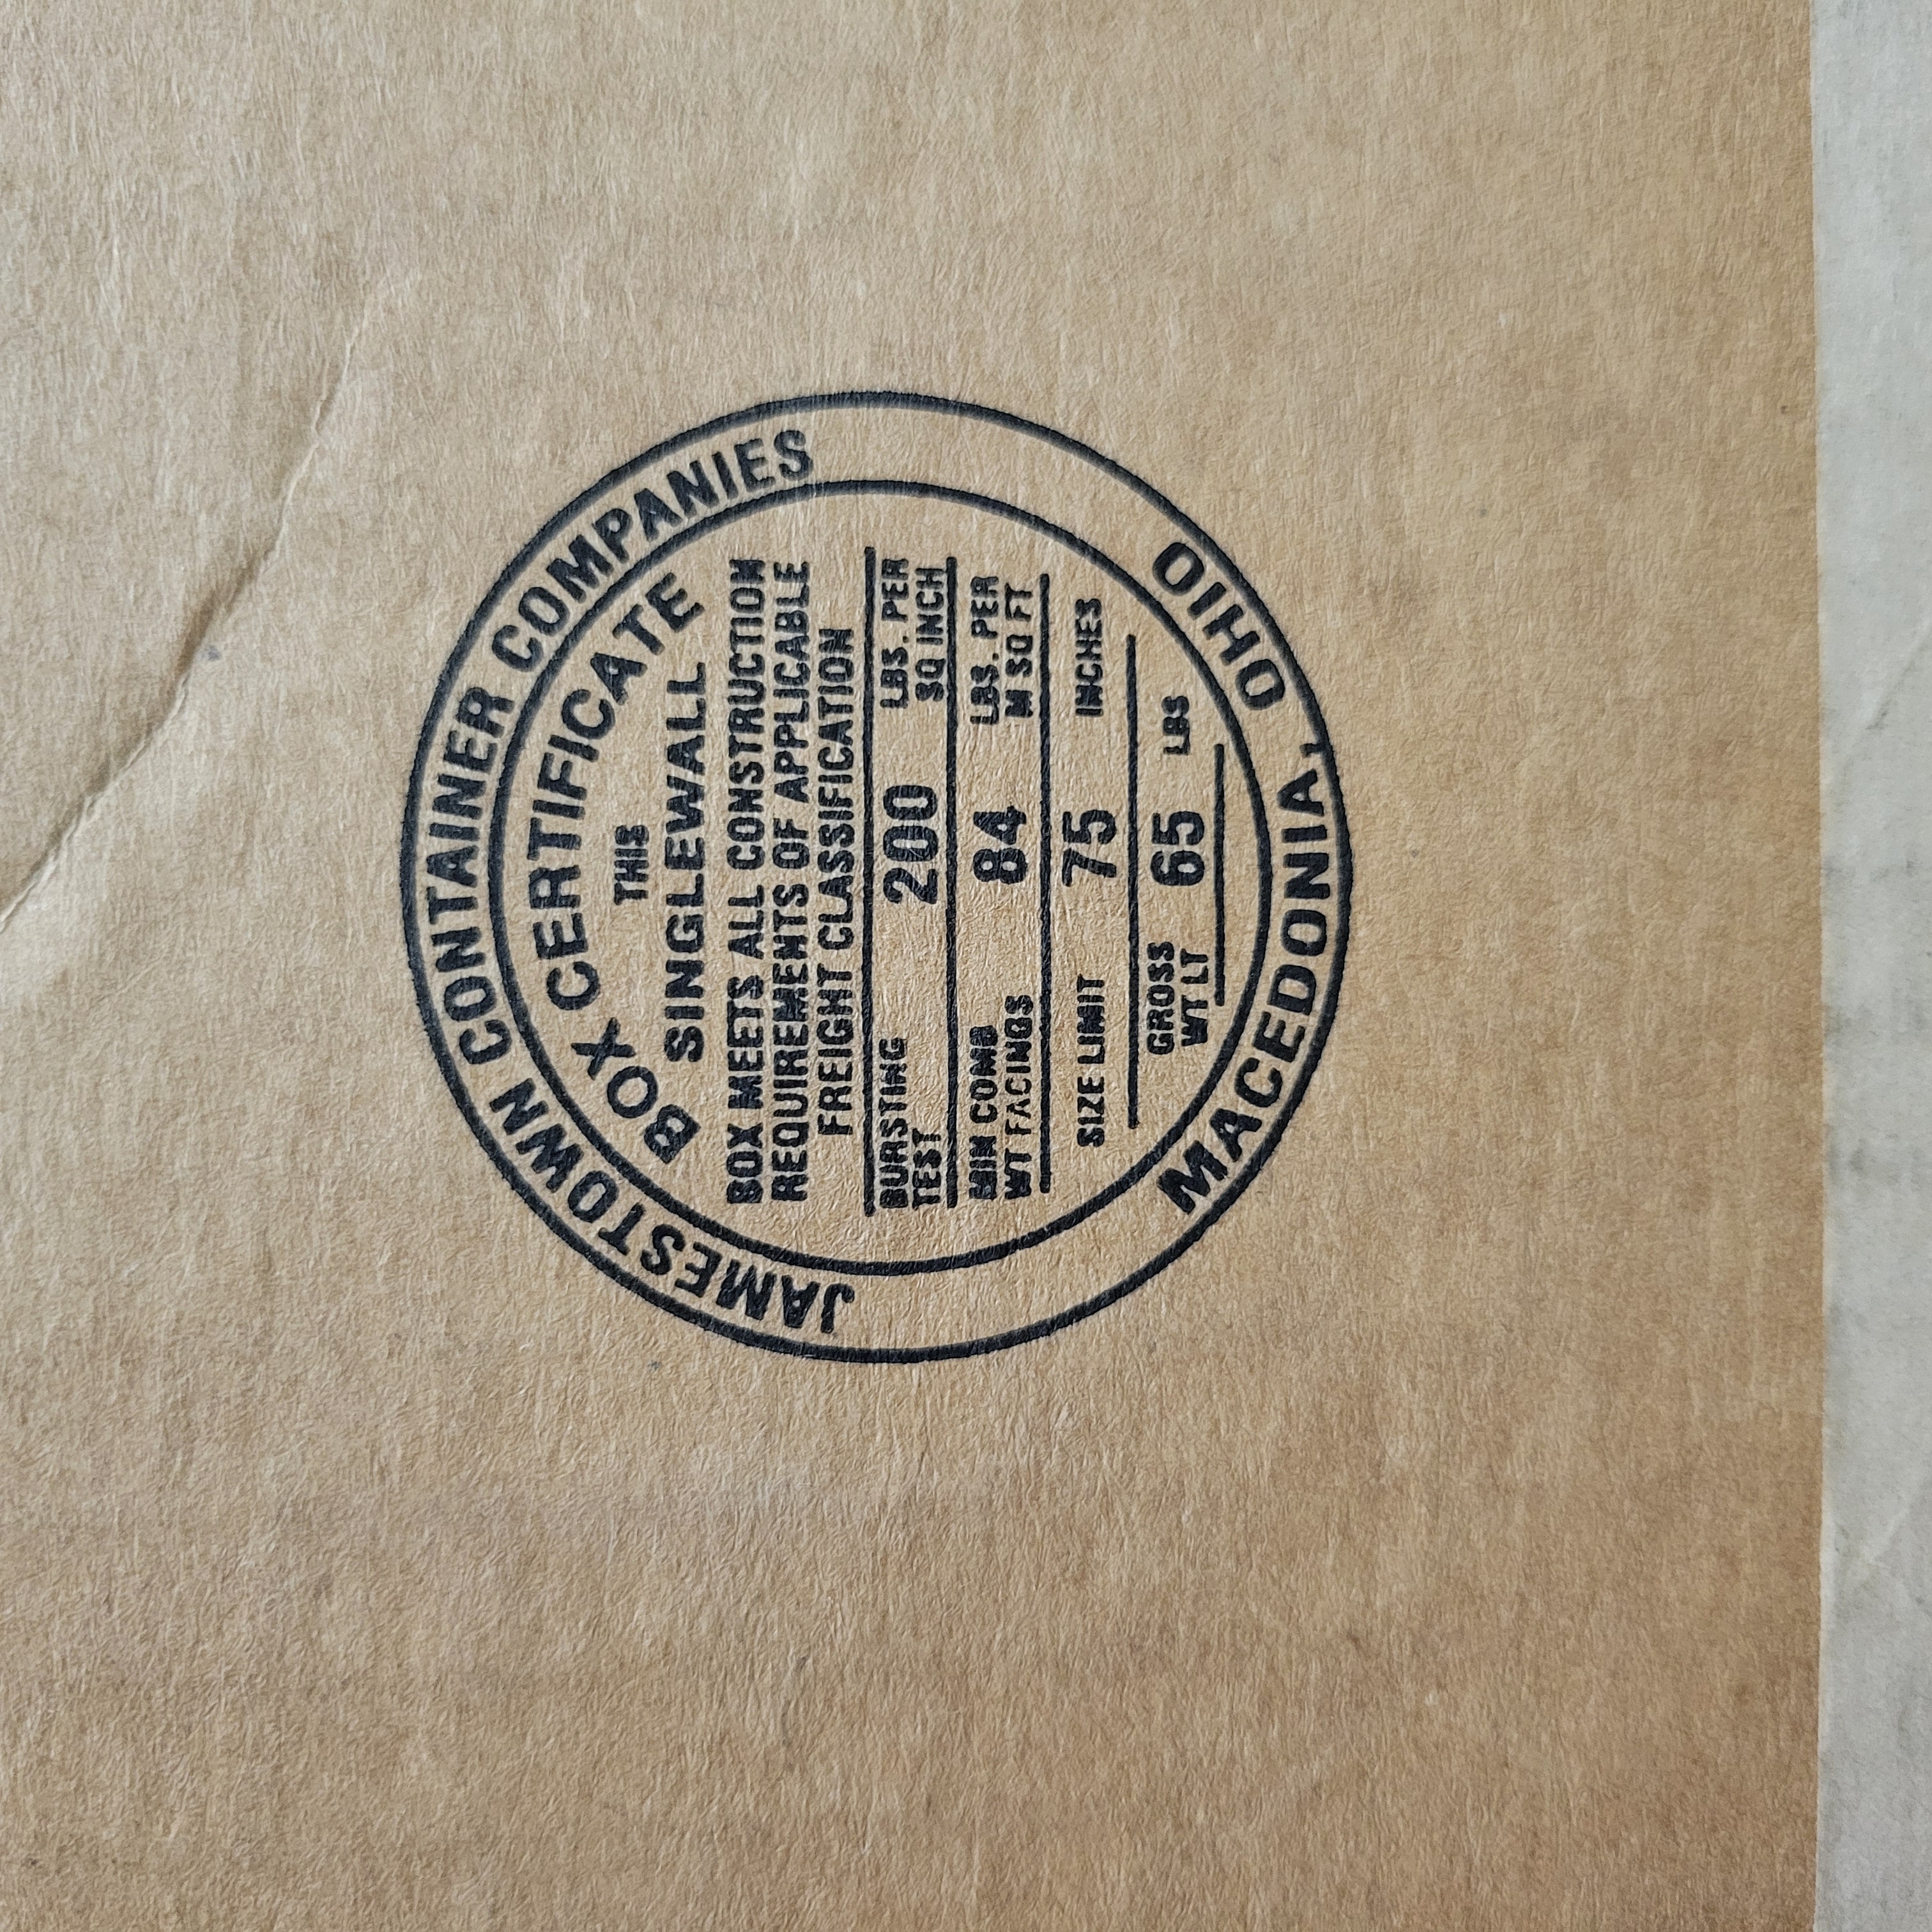 JAMESTOWN CONTAINER COMPANIES
BOX CERTIFICATE
THIS
SINGLEWALL
BOX MEETS ALL CONSTRUCTION
REQUIREMENTS OF APPLICABLE
FREIGHT CLASSIFICATION
BURSTING TEST 200 LBS. PER SQ INCH
MIN COMB WT FACINGS 84 LBS. PER M SQ FT
SIZE LIMIT 75 INCHES
GROSS WT LT 65 LBS
MACEDONIA, OHIO